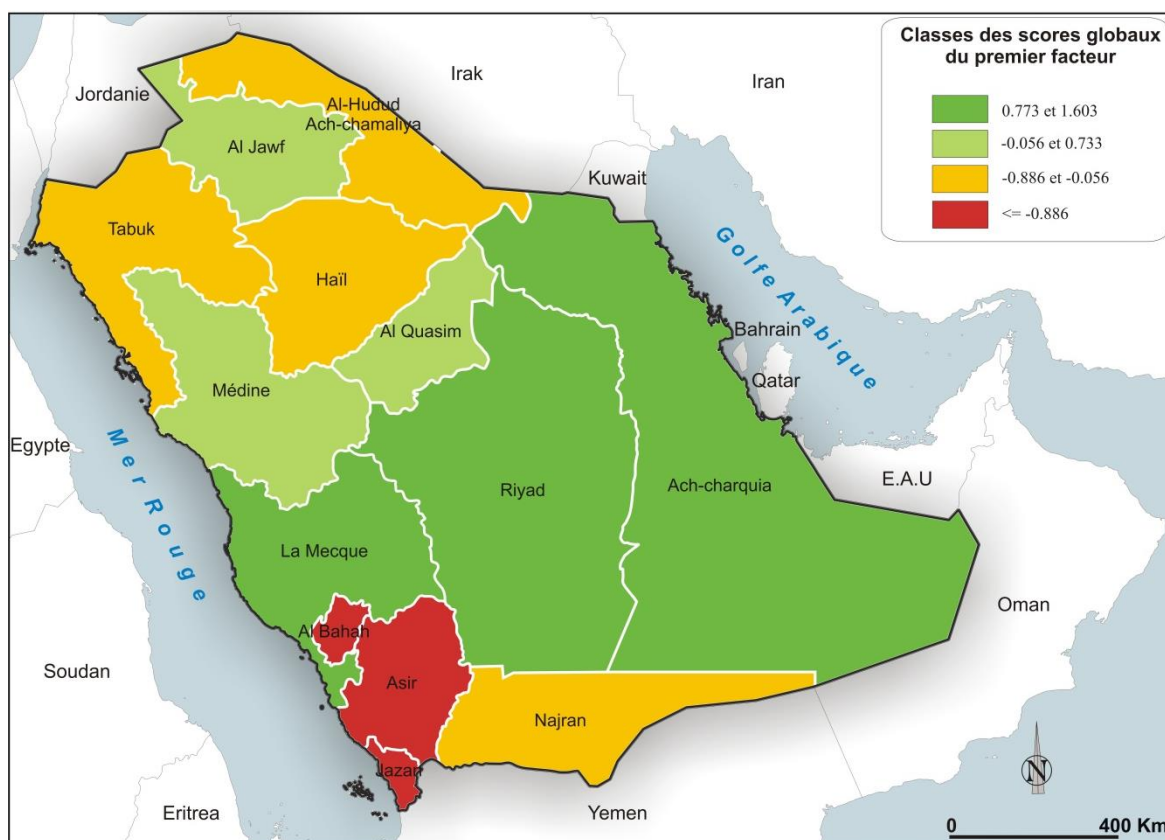 Classes des scores globaux
du premier facteur
0.773 et 1.603
-0.056 et 0.733
-0.886 et -0.056
<= -0.886
Jordanie
Irak
Iran
Al-Hudud
Ach-chamaliya
Al Jawf
Kuwait
Tabuk
Haïl
Golfe Arabique
Al Quasim
Bahrain
Qatar
Médine
Egypte
Mer Rouge
E.A.U
Riyad
Ach-charquia
La Mecque
Oman
Al Bahah
Soudan
Asir
Najran
Jazan
N
Eritrea
Yemen
0 400 Km